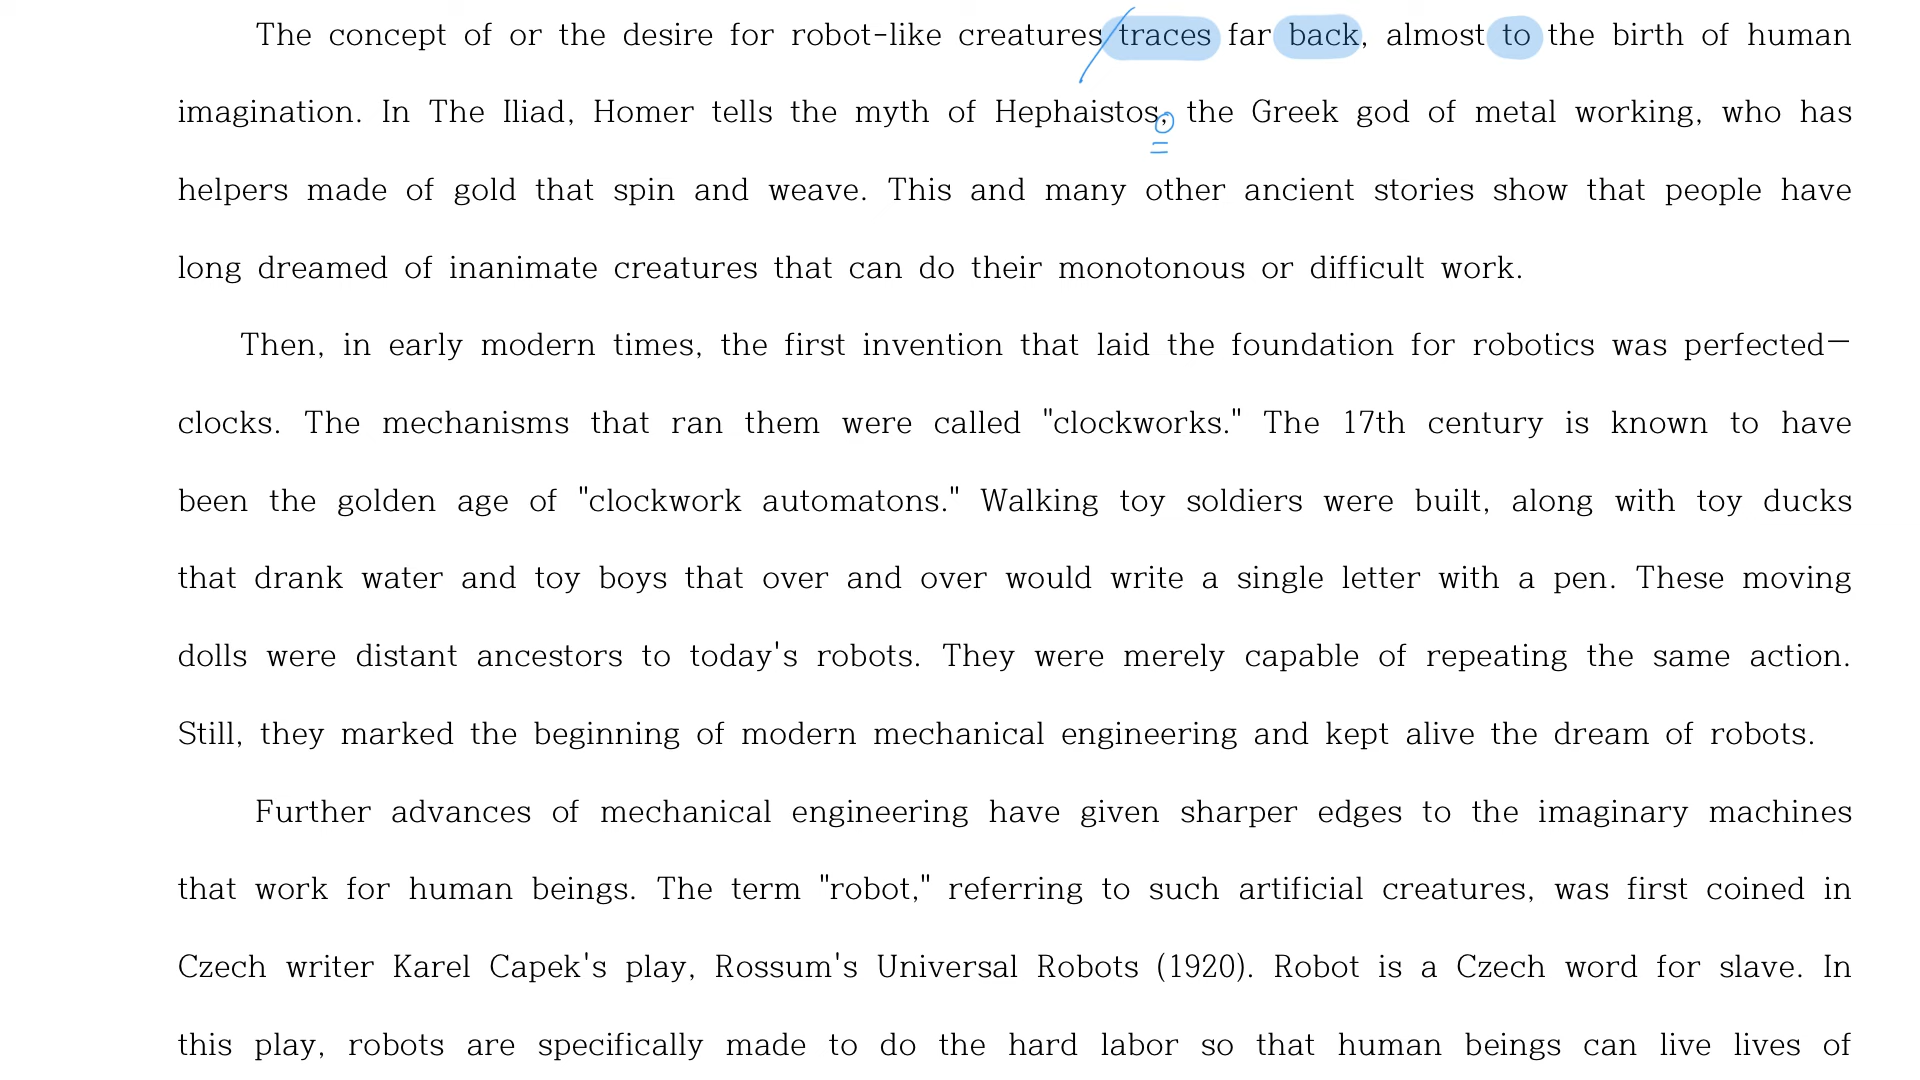 The concept of or the desire for robot-like creatures traces far back, almost to the birth of human
imagination. In The Iliad, Homer tells the myth of Hephaistos, the Greek god of metal working, who has
helpers made of gold that spin and weave. This and many other ancient stories show that people have
long dreamed of inanimate creatures that can do their monotonous or difficult work.
Then, in early modern times, the first invention that laid the foundation for robotics was perfected—
clocks. The mechanisms that ran them were called "clockworks." The 17th century is known to have
been the golden age of "clockwork automatons." Walking toy soldiers were built, along with toy ducks
that drank water and toy boys that over and over would write a single letter with a pen. These moving
dolls were distant ancestors to today's robots. They were merely capable of repeating the same action.
Still, they marked the beginning of modern mechanical engineering and kept alive the dream of robots.
Further advances of mechanical engineering have given sharper edges to the imaginary machines
that work for human beings. The term "robot," referring to such artificial creatures, was first coined in
Czech writer Karel Capek's play, Rossum's Universal Robots (1920). Robot is a Czech word for slave. In
this play, robots are specifically made to do the hard labor so that human beings can live lives of